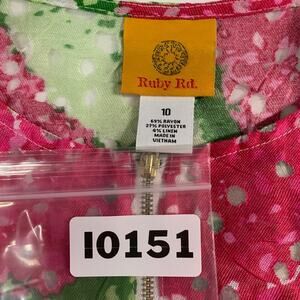 Ruby Rd.
10
69% RAYON
27% POLYESTER
4% LINEN
MADE IN
VIETNAM
I0151